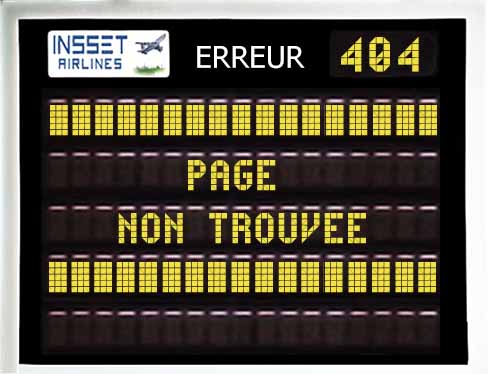 INSSET
AIRLINES
ERREUR 404
PAGE
NON TROUVEE